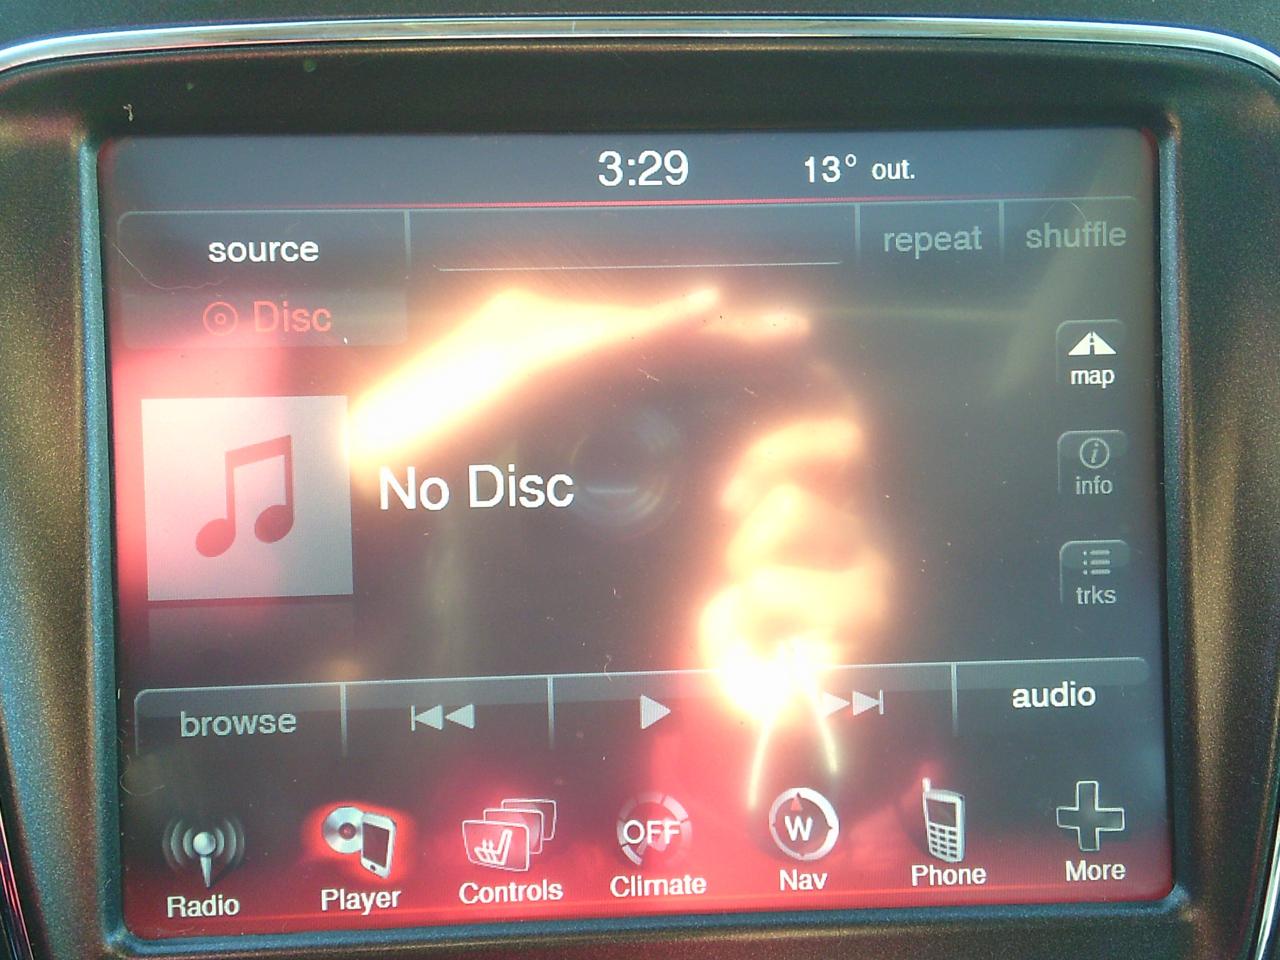 3:29 13° out.
source repeat shuffle
Disc
map
No Disc
info
trks
browse audio
OFF W
Radio Player Controls Climate Nav Phone More